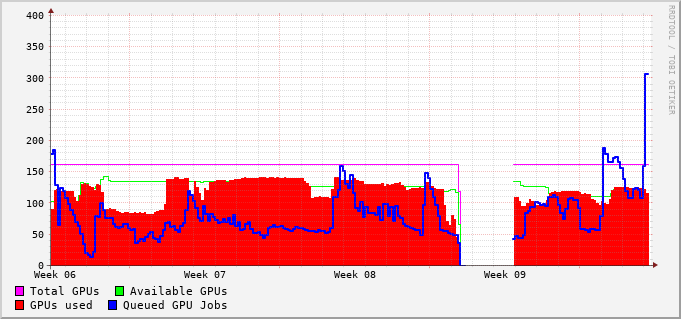 400
350
300
250
200
150
100
50
0
Week 06 Week 07 Week 08 Week 09
Total GPUs Available GPUs
GPUs used Queued GPU Jobs
RRDTOOL / TOBI OETIKER